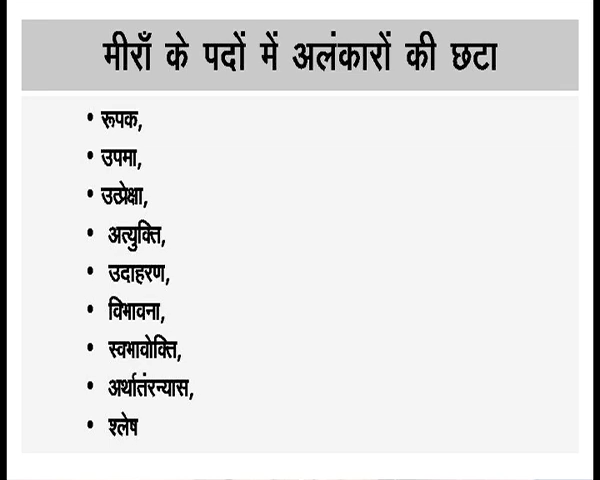 मीराँ के पदों में अलंकारों की छटा
• रूपक,
• उपमा,
• उत्प्रेक्षा,
• अत्युक्ति,
• उदाहरण,
• विभावना,
• स्वभावोक्ति,
• अर्थातंरन्यास,
• श्लेष